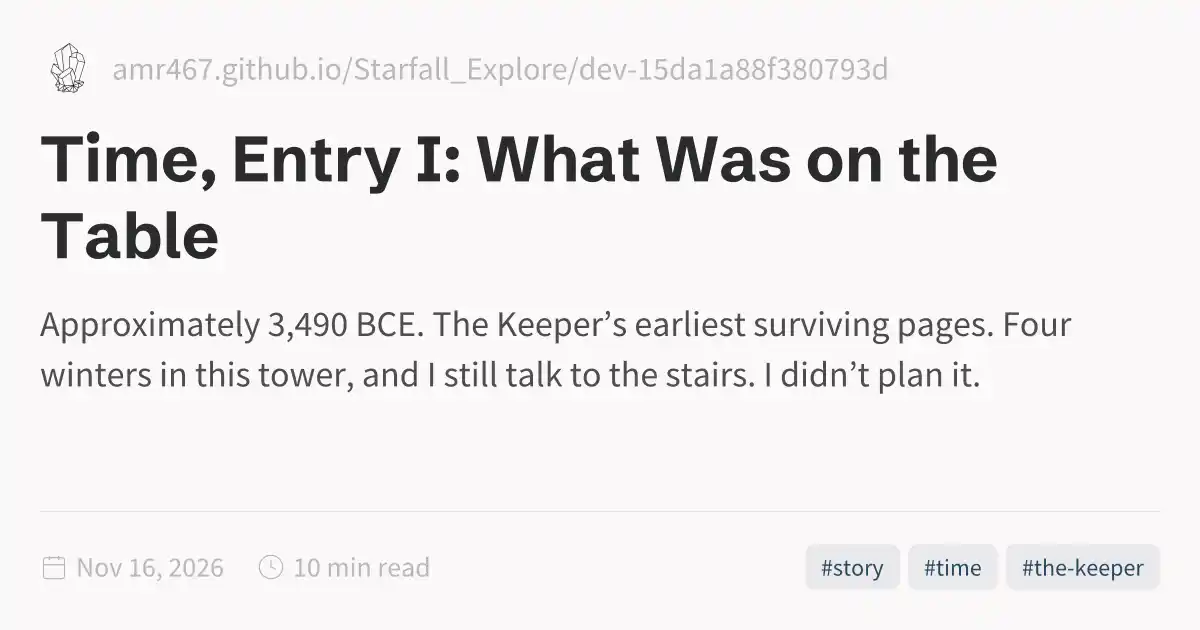 amr467.github.io/Starfall_Explore/dev-15da1a88f380793d
Time, Entry I: What Was on the
Table
Approximately 3,490 BCE. The Keeper’s earliest surviving pages. Four
winters in this tower, and I still talk to the stairs. I didn’t plan it.
Nov 16, 2026
10 min read
#story
#time
#the-keeper